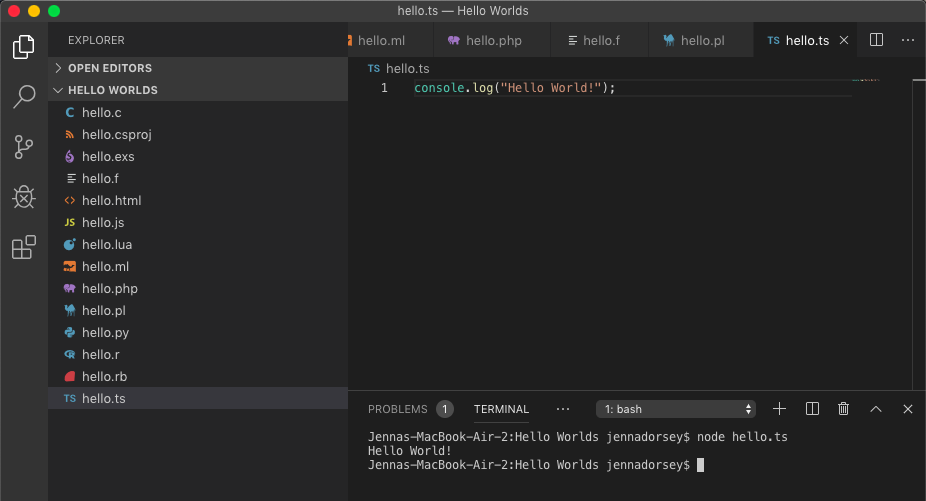 hello.ts — Hello Worlds
EXPLORER
OPEN EDITORS
HELLO WORLDS
C hello.c
hello.csproj
hello.exs
hello.f
<> hello.html
JS hello.js
hello.lua
hello.ml
hello.php
hello.pl
hello.py
R hello.r
hello.rb
TS hello.ts
hello.ml hello.php hello.f hello.pl TS hello.ts
TS hello.ts
1 console.log("Hello World!");
PROBLEMS 1 TERMINAL ... 1: bash
Jennas-MacBook-Air-2:Hello Worlds jennadorsey$ node hello.ts
Hello World!
Jennas-MacBook-Air-2:Hello Worlds jennadorsey$